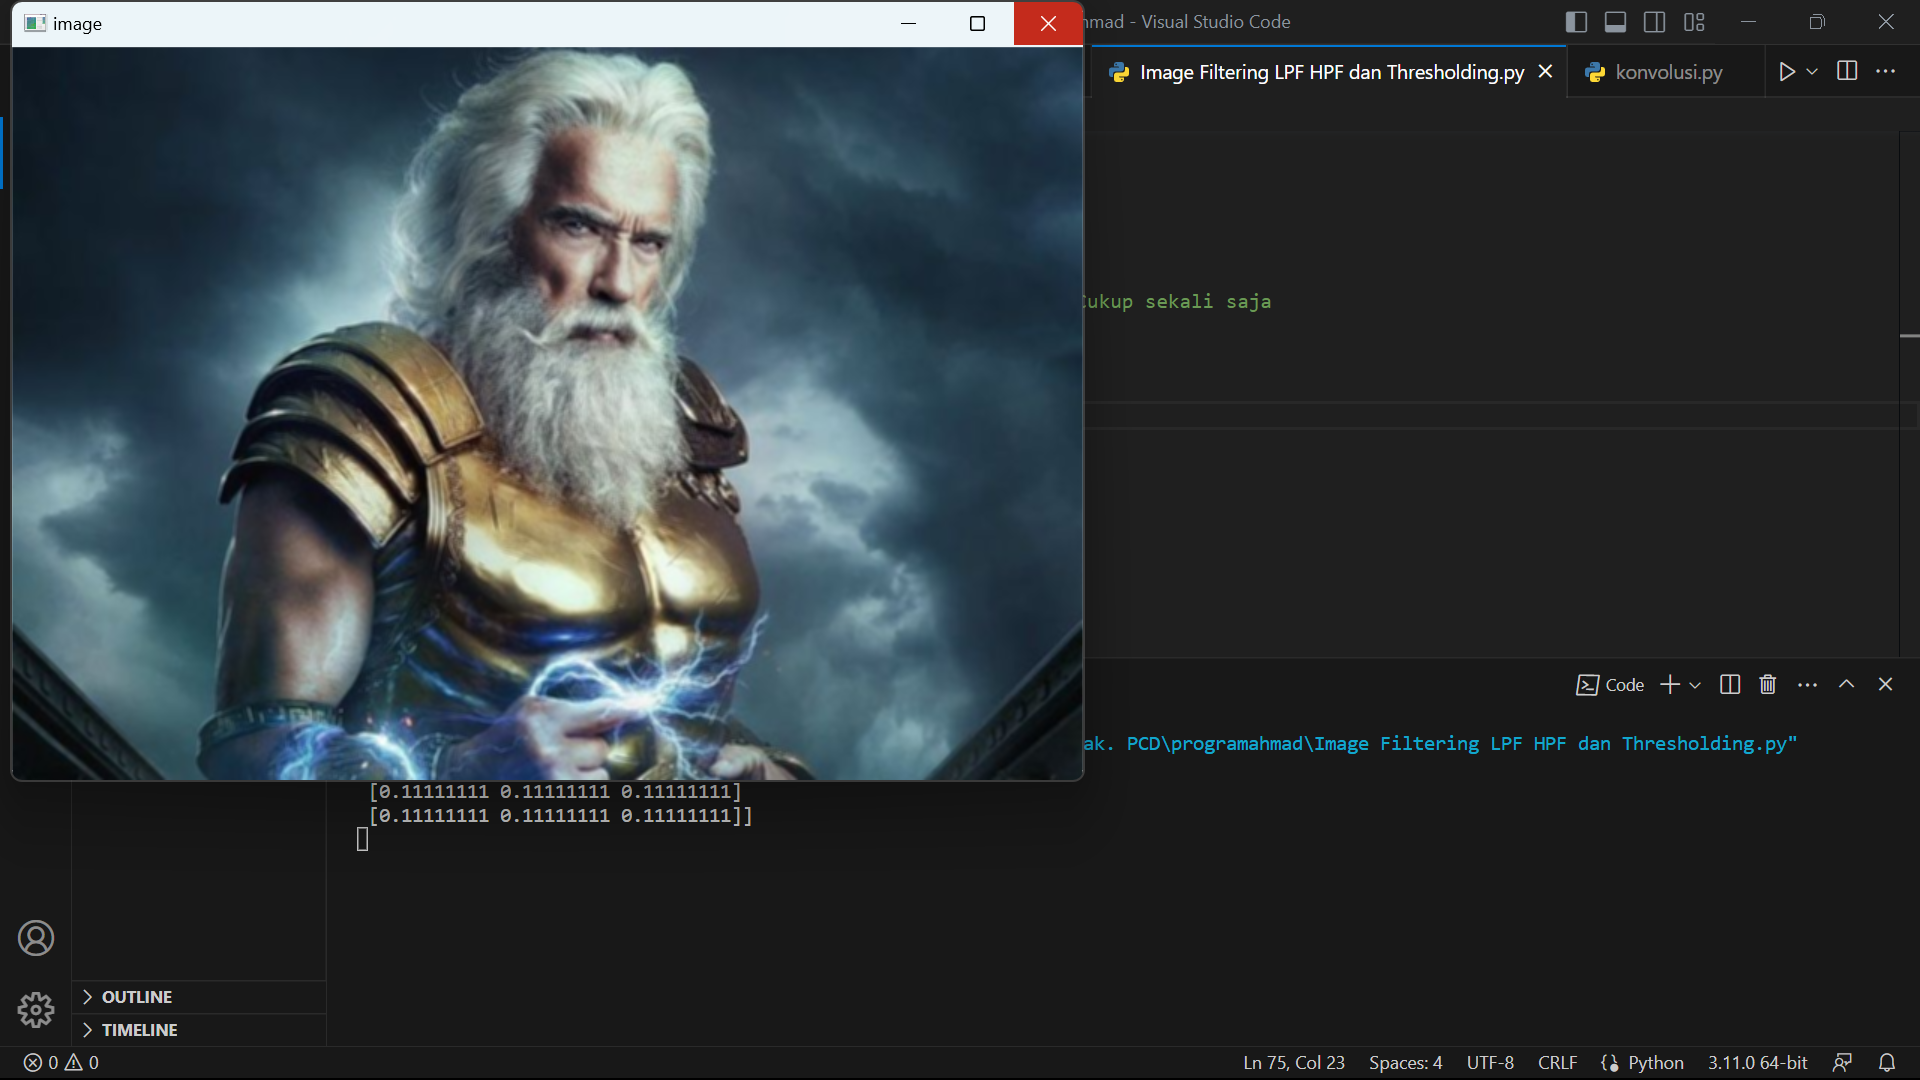 image
hmad - Visual Studio Code
Image Filtering LPF HPF dan Thresholding.py
konvolusi.py
ukup sekali saja
Code
ak. PCD\programahmad\Image Filtering LPF HPF dan Thresholding.py"
[0.11111111 0.11111111 0.11111111]
[0.11111111 0.11111111 0.11111111]]
OUTLINE
TIMELINE
0 0
Ln 75, Col 23
Spaces: 4
UTF-8
CRLF
Python
3.11.0 64-bit